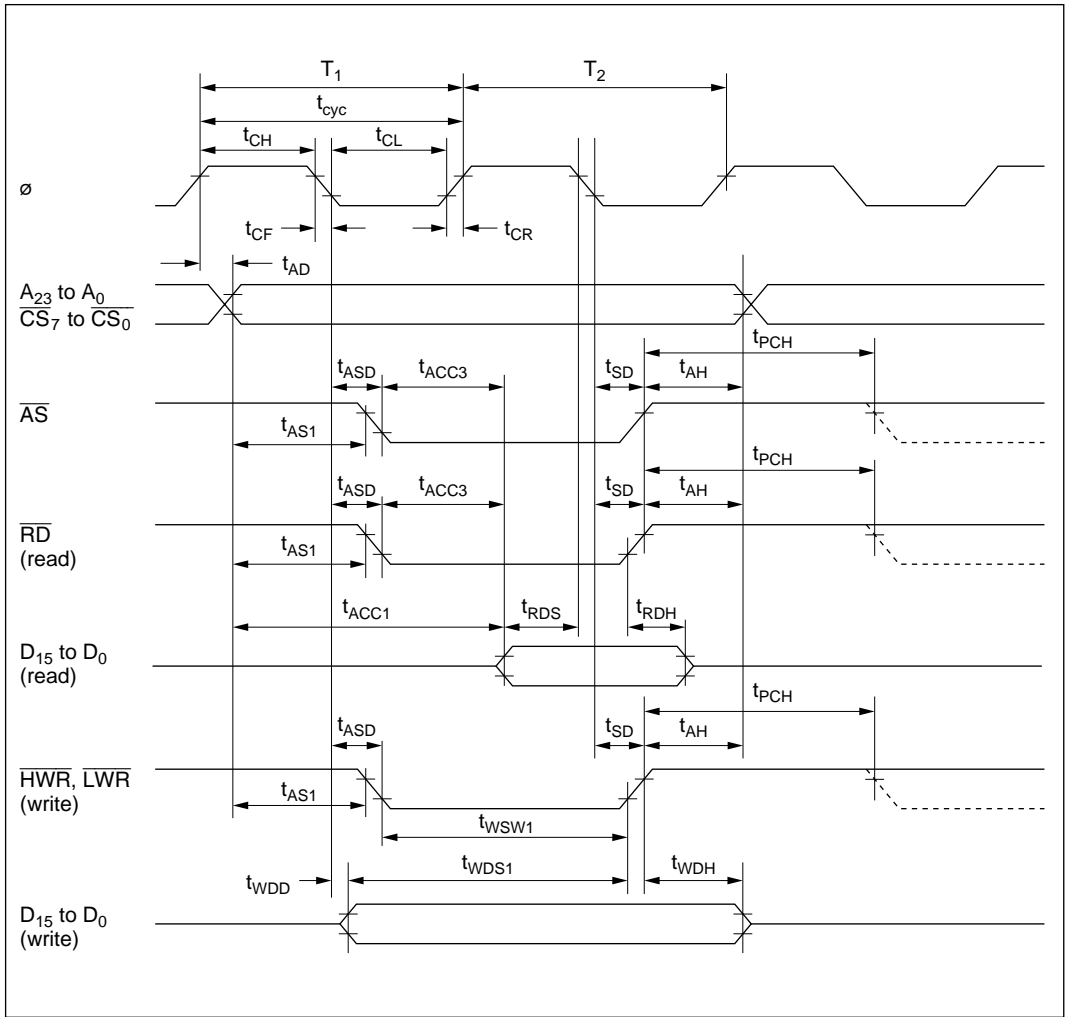 T1 T2
tcyc
tCH tCL
ø
tCF tCR
tAD
A23 to A0
CS7 to CS0
tPCH
tASD tACC3 tSD tAH
AS
tAS1
tPCH
tASD tACC3 tSD tAH
RD
(read)
tAS1
tACC1 tRDS tRDH
D15 to D0
(read)
tPCH
tASD tSD tAH
HWR, LWR
(write)
tAS1
tWSW1
tWDD tWDS1 tWDH
D15 to D0
(write)